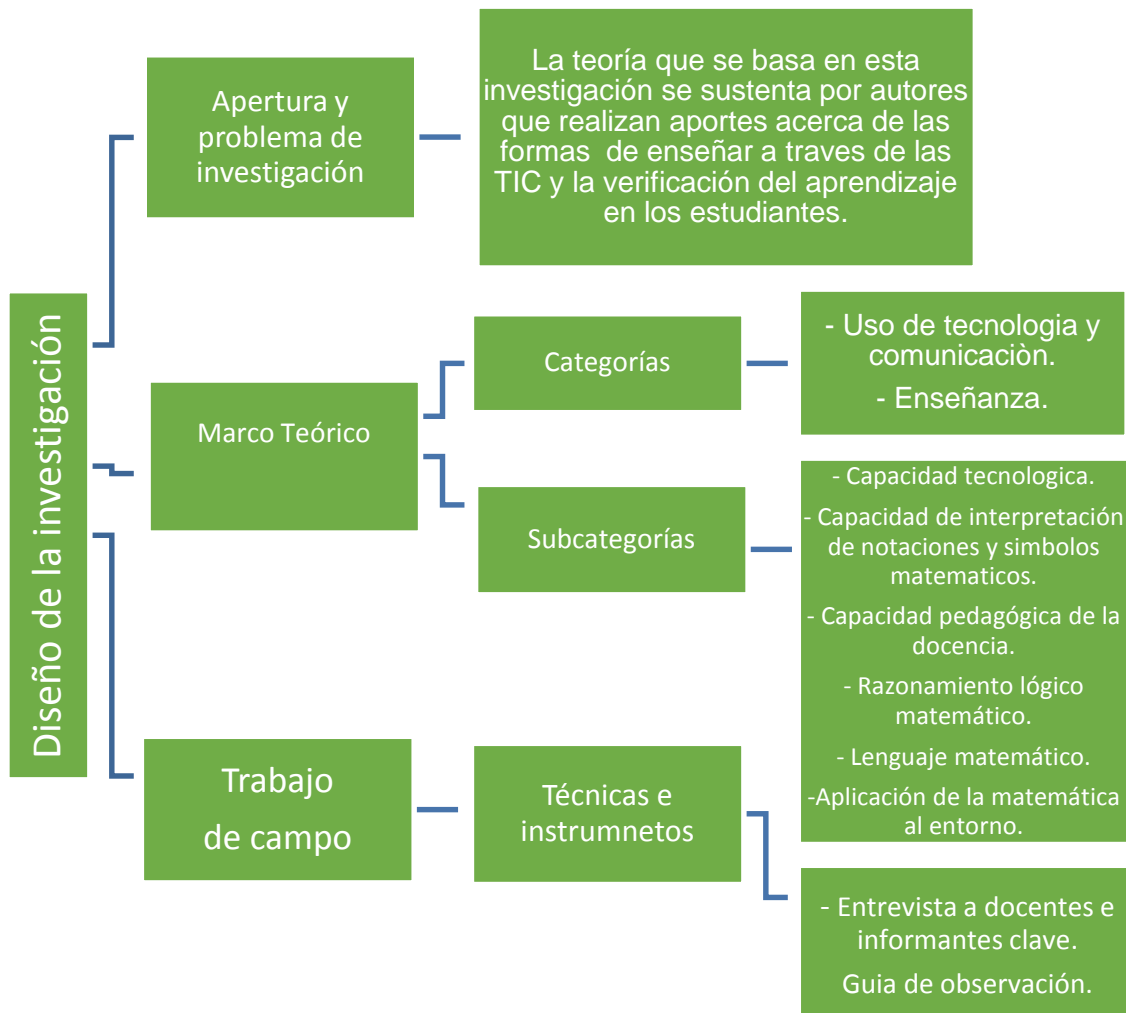 Diseño de la investigación
Apertura y
problema de
investigación
La teoría que se basa en esta
investigación se sustenta por autores
que realizan aportes acerca de las
formas de enseñar a traves de las
TIC y la verificación del aprendizaje
en los estudiantes.
Marco Teórico
Categorías
- Uso de tecnologia y
comunicaciòn.
- Enseñanza.
Subcategorías
- Capacidad tecnologica.
- Capacidad de interpretación
de notaciones y simbolos
matematicos.
- Capacidad pedagógica de la
docencia.
- Razonamiento lógico
matemático.
- Lenguaje matemático.
-Aplicación de la matemática
al entorno.
Trabajo
de campo
Técnicas e
instrumnetos
- Entrevista a docentes e
informantes clave.
Guia de observación.